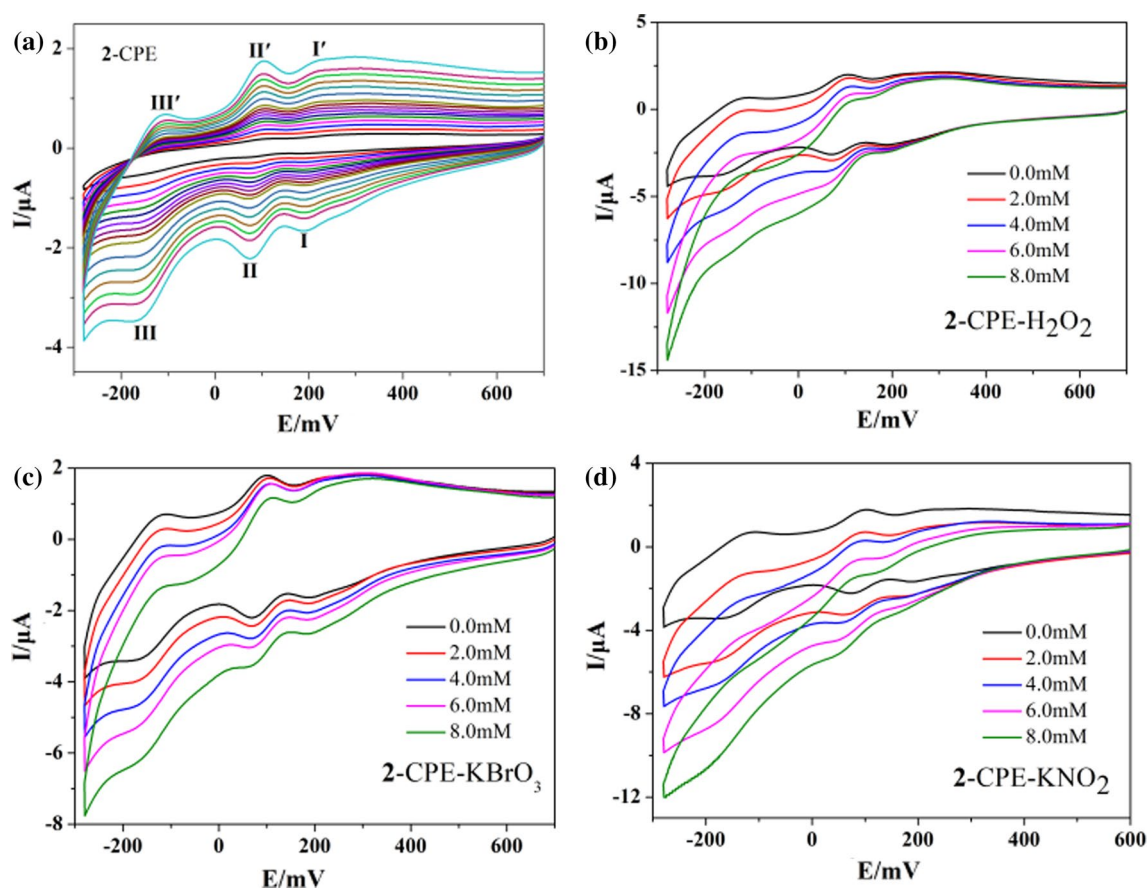 (a)
2-CPE
I/μA
2
0
-2
-4
II′
I′
III′
I
II
III
-200 0 200 400 600
E/mV
(b)
I/μA
5
0
-5
-10
-15
0.0mM
2.0mM
4.0mM
6.0mM
8.0mM
2-CPE-H₂O₂
-200 0 200 400 600
E/mV
(c)
I/μA
2
0
-2
-4
-6
-8
0.0mM
2.0mM
4.0mM
6.0mM
8.0mM
2-CPE-KBrO₃
-200 0 200 400 600
E/mV
(d)
I/μA
4
0
-4
-8
-12
0.0mM
2.0mM
4.0mM
6.0mM
8.0mM
2-CPE-KNO₂
-200 0 200 400 600
E/mV